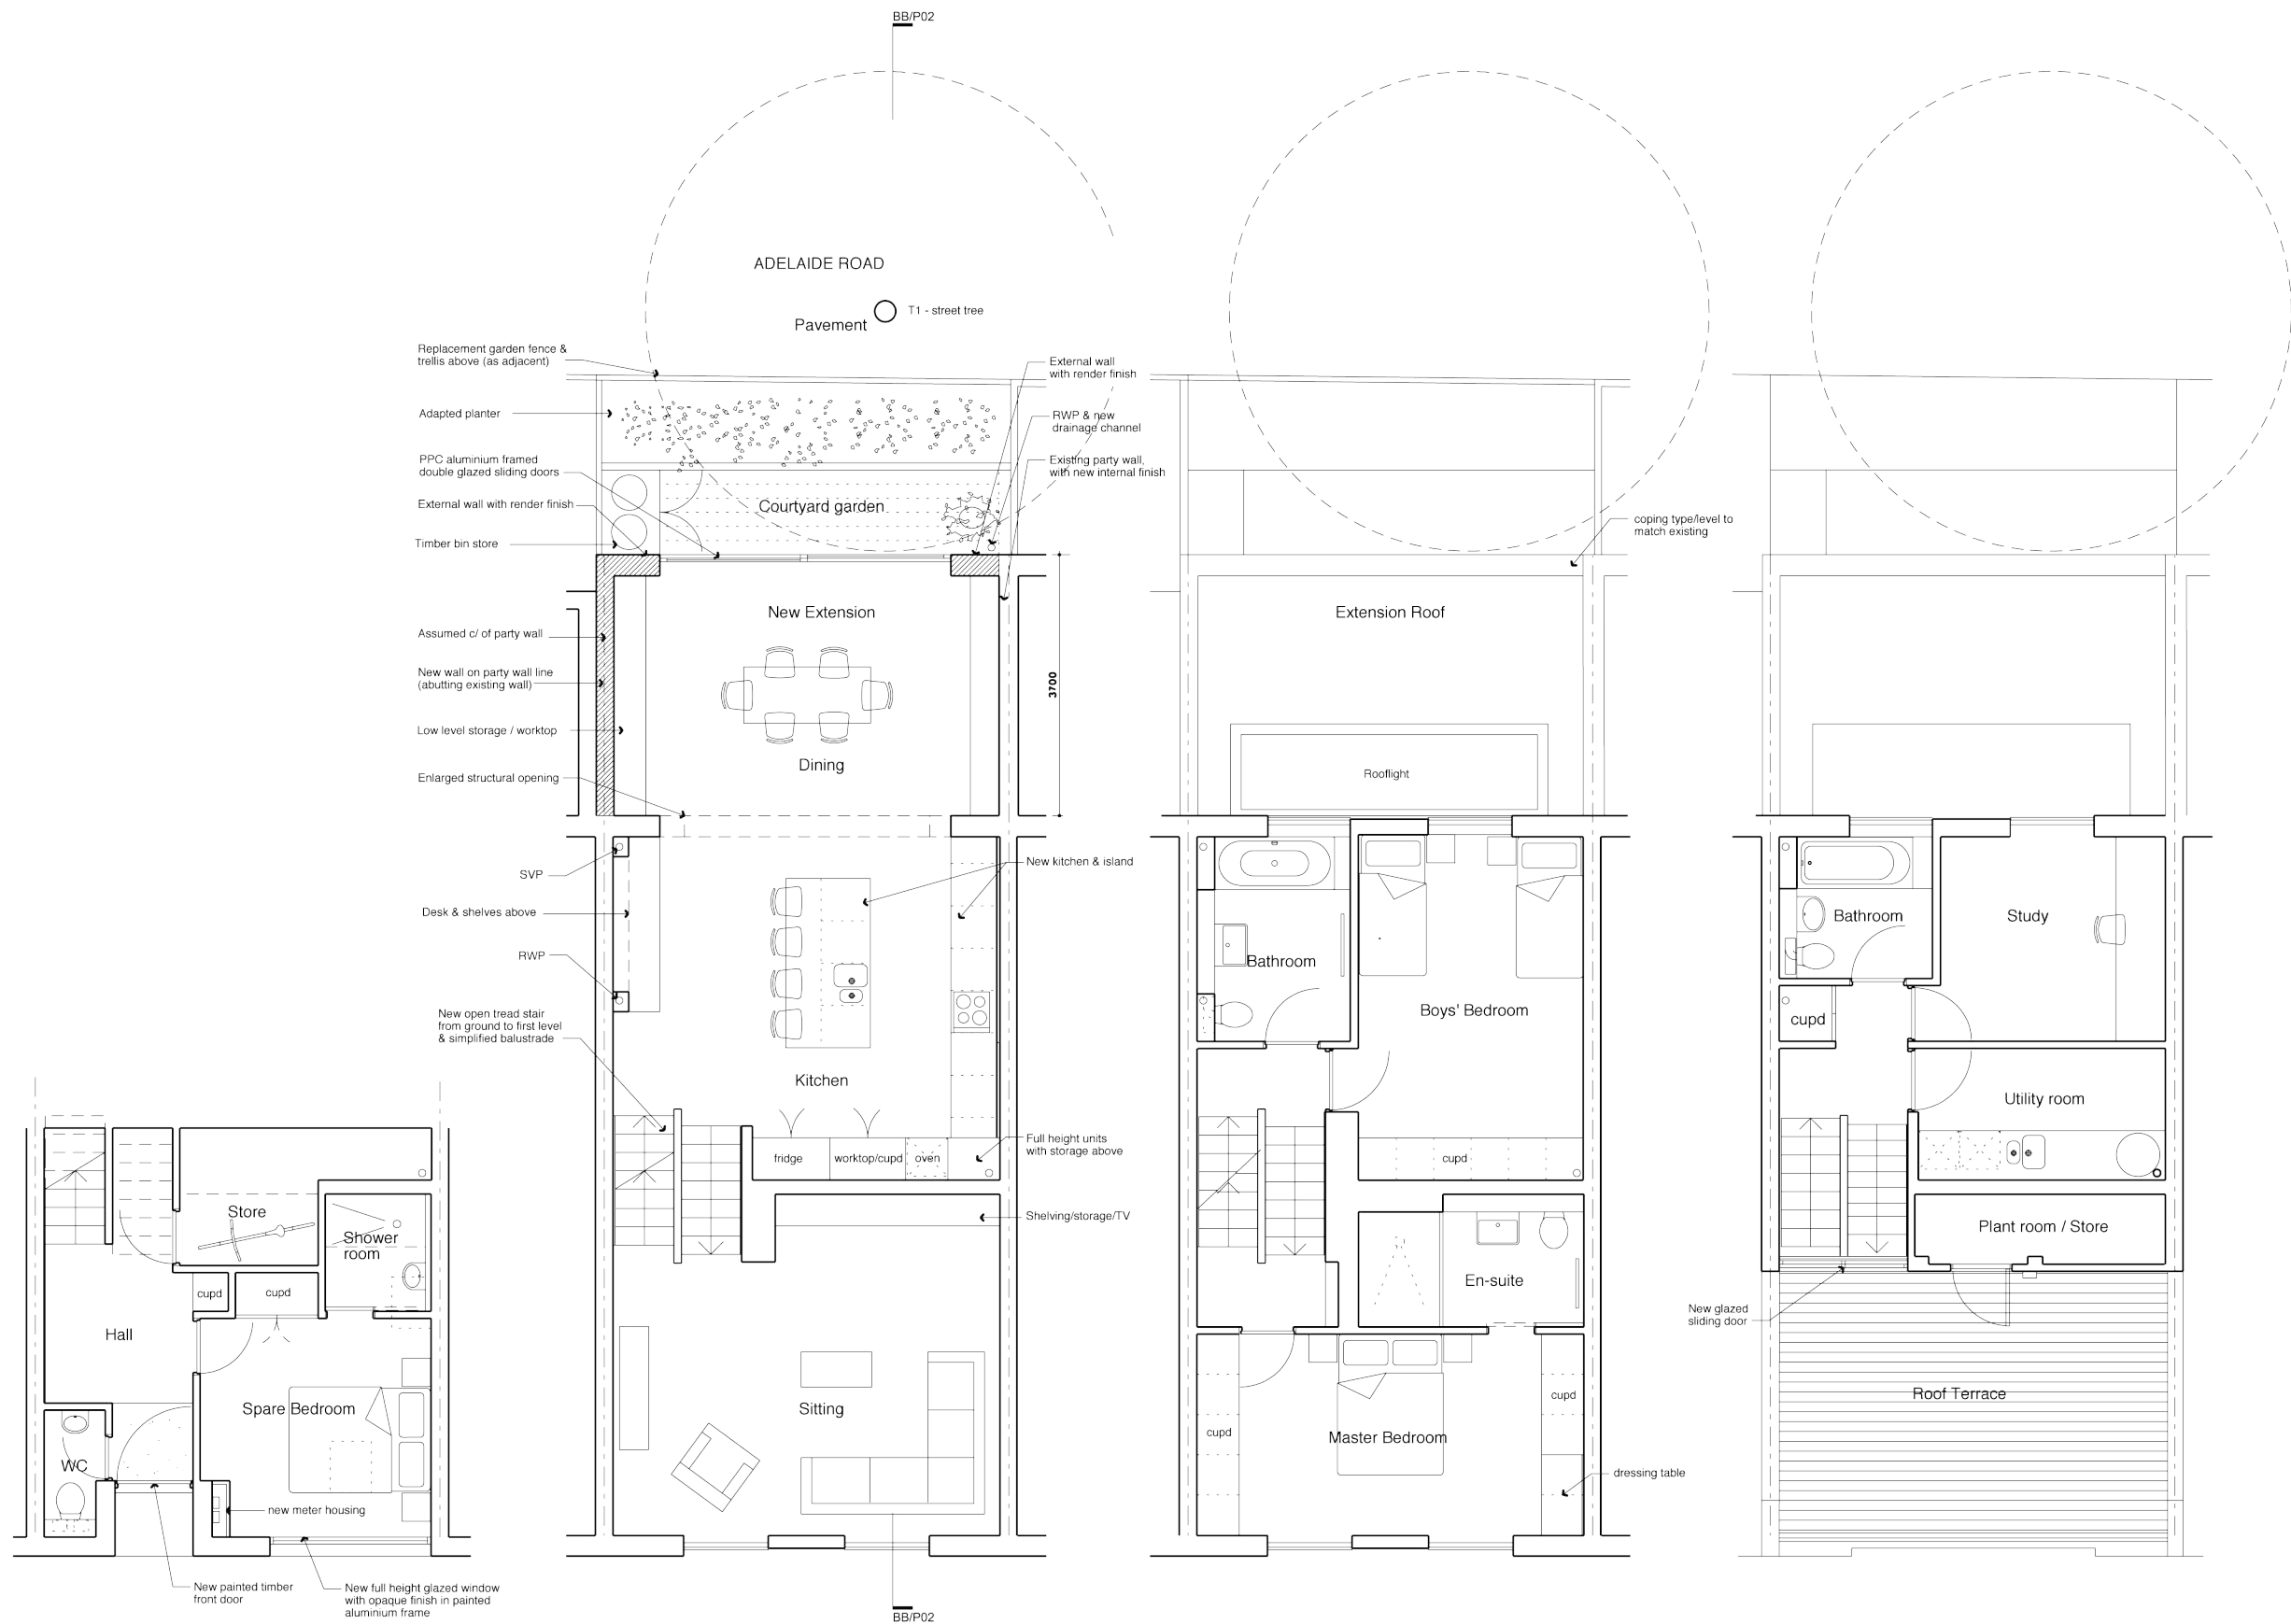 BB/P02
ADELAIDE ROAD
T1 - street tree
Pavement
Replacement garden fence &
trellis above (as adjacent)
External wall
with render finish
Adapted planter
RWP & new
drainage channel
PPC aluminium framed
double glazed sliding doors
Existing party wall,
with new internal finish
External wall with render finish
Courtyard garden
Timber bin store
coping type/level to
match existing
New Extension
Extension Roof
Assumed c/ of party wall
New wall on party wall line
(abutting existing wall)
3700
Low level storage / worktop
Dining
Enlarged structural opening
Rooflight
SVP
New kitchen & island
Desk & shelves above
RWP
Bathroom
Boys' Bedroom
Bathroom
Study
cupd
New open tread stair
from ground to first level
& simplified balustrade
Kitchen
Utility room
fridge
worktop/cupd
oven
Full height units
with storage above
cupd
Store
Shower
room
Shelving/storage/TV
Plant room / Store
cupd
cupd
En-suite
Hall
New glazed
sliding door
Spare Bedroom
Sitting
cupd
Master Bedroom
cupd
Roof Terrace
WC
dressing table
new meter housing
New painted timber
front door
New full height glazed window
with opaque finish in painted
aluminium frame
BB/P02